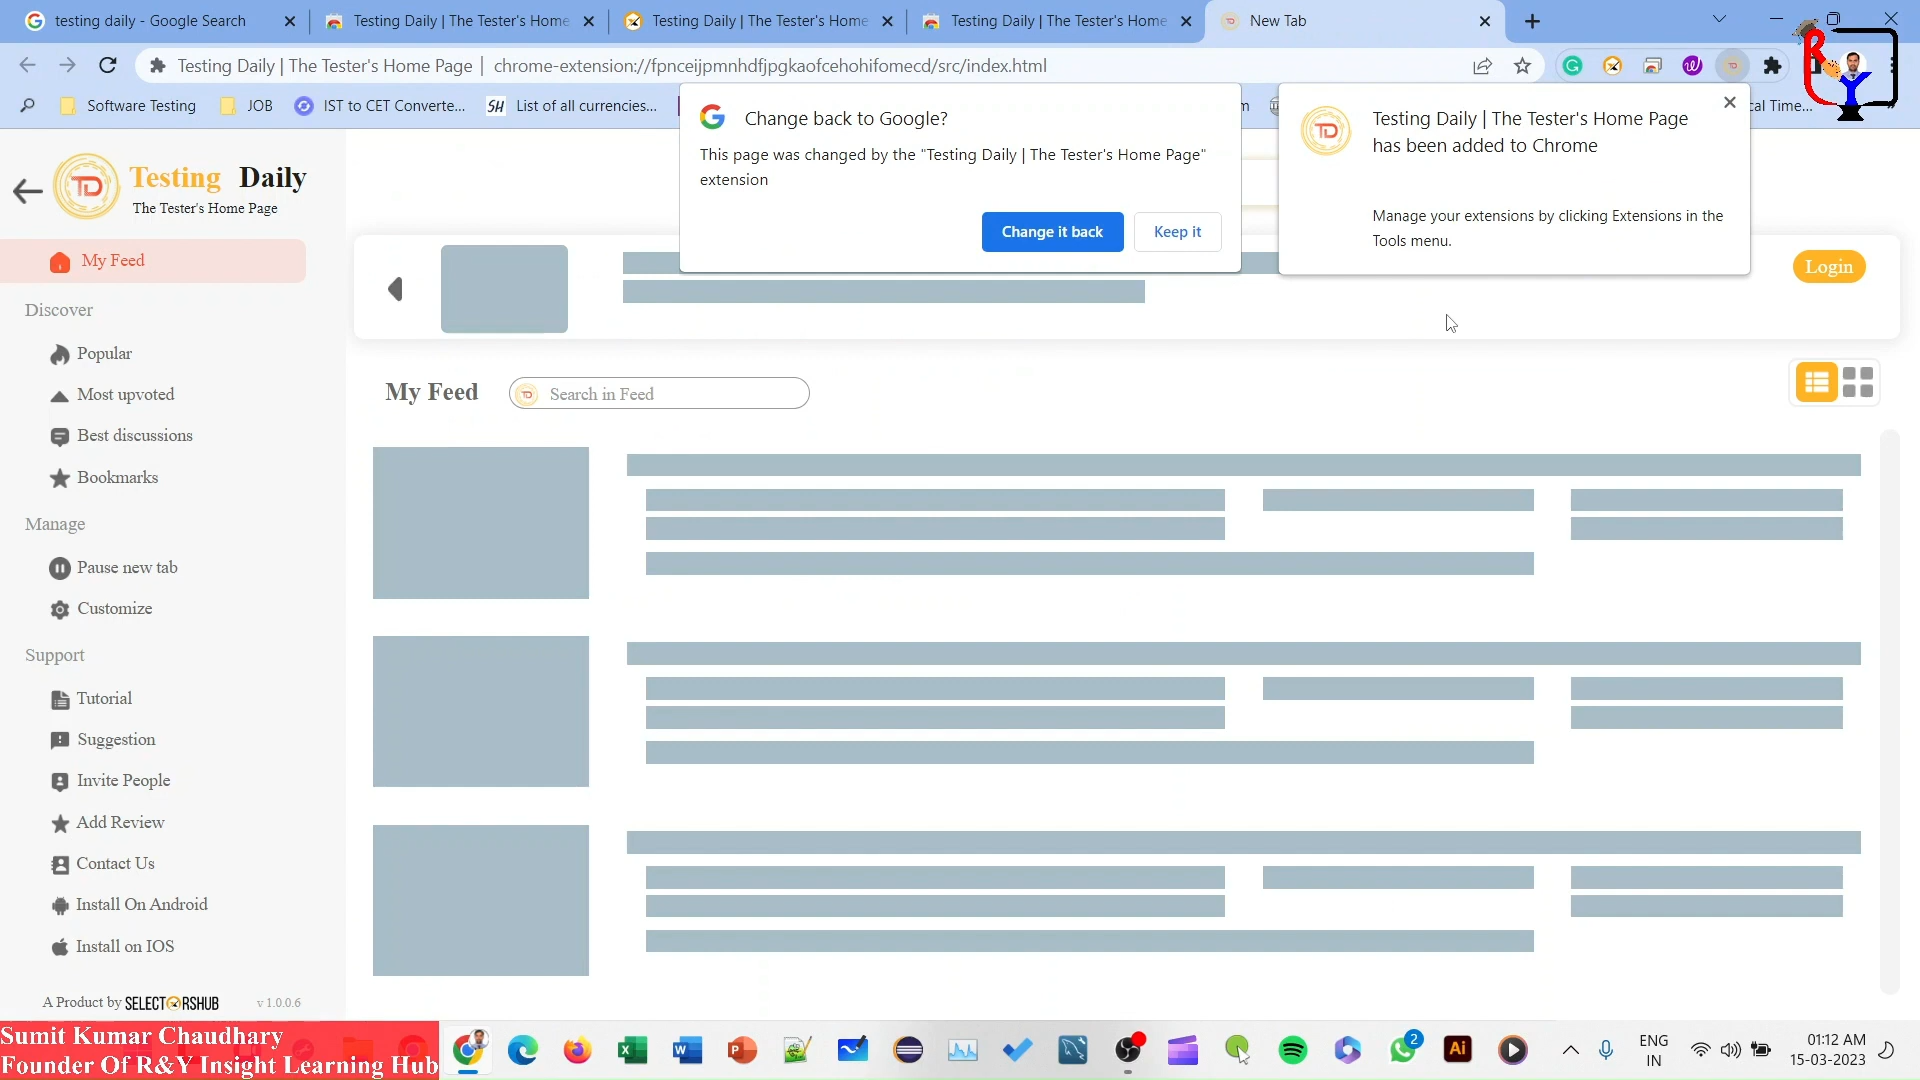 testing daily - Google Search
Testing Daily | The Tester's Home
Testing Daily | The Tester's Home
Testing Daily | The Tester's Home
New Tab
Testing Daily | The Tester's Home Page | chrome-extension://fpnceijpmnhdfjpgkaofcehohifomecd/src/index.html
Software Testing
JOB
IST to CET Converte...
SH List of all currencies...
cal Time...
Change back to Google?
This page was changed by the "Testing Daily | The Tester's Home Page"
extension
Change it back
Keep it
TD
Testing Daily | The Tester's Home Page
has been added to Chrome
Manage your extensions by clicking Extensions in the
Tools menu.
R
Y
TD
Testing Daily
The Tester's Home Page
Login
My Feed
Discover
Popular
Most upvoted
Best discussions
Bookmarks
Manage
Pause new tab
Customize
Support
Tutorial
Suggestion
Invite People
Add Review
Contact Us
Install On Android
Install on IOS
A Product by SELECTORSHUB
v 1.0.0.6
My Feed
Search in Feed
Sumit Kumar Chaudhary
Founder Of R&Y Insight Learning Hub
2
Ai
ENG
IN
01:12 AM
15-03-2023